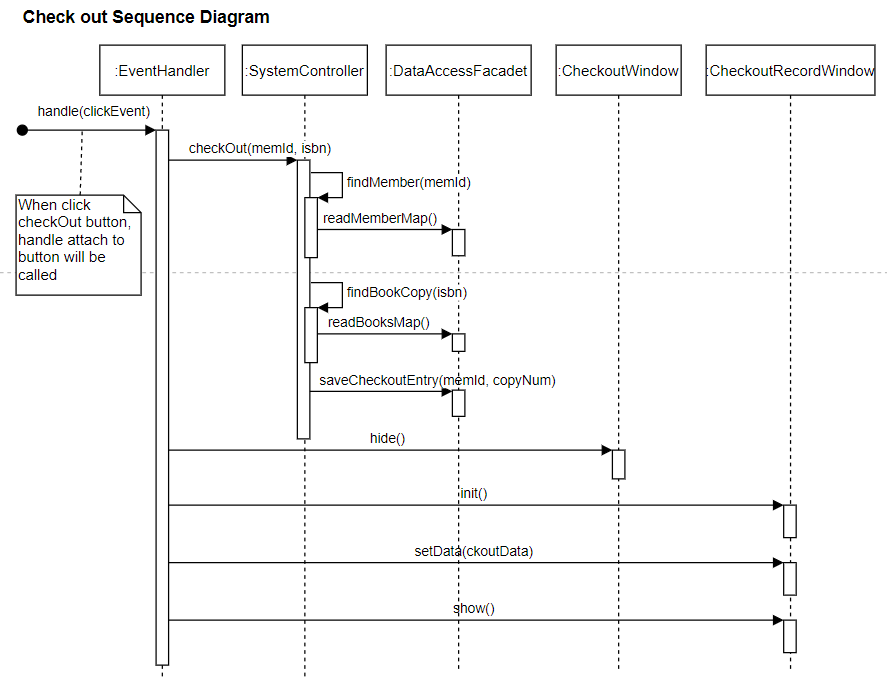 Check out Sequence Diagram
:EventHandler
:SystemController
:DataAccessFacadet
:CheckoutWindow
:CheckoutRecordWindow
handle(clickEvent)
checkOut(memId, isbn)
findMember(memId)
When click
checkOut button,
handle attach to
button will be
called
readMemberMap()
findBookCopy(isbn)
readBooksMap()
saveCheckoutEntry(memId, copyNum)
hide()
init()
setData(ckoutData)
show()